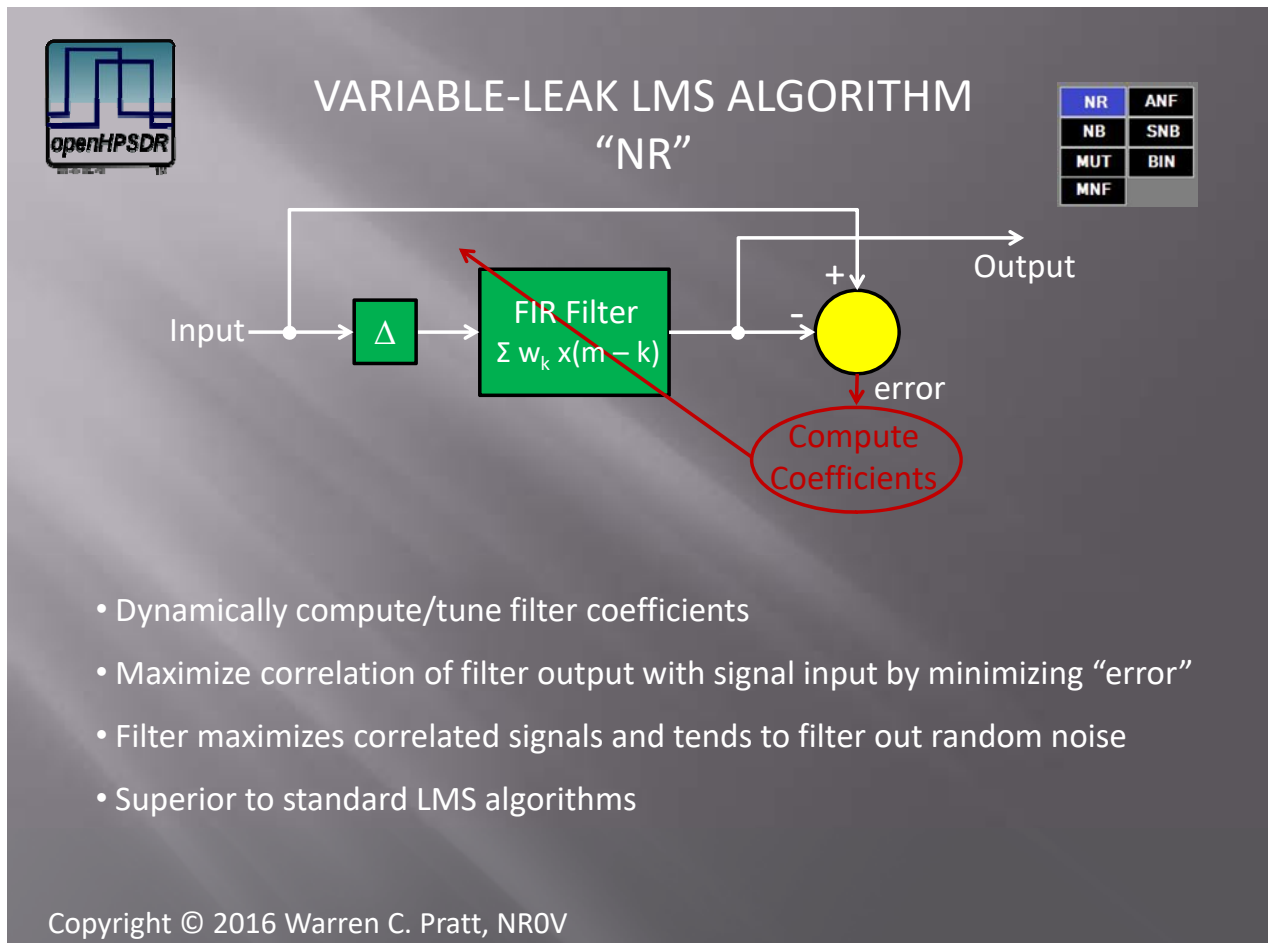 openHPSDR
VARIABLE-LEAK LMS ALGORITHM
“NR”
NR ANF
NB SNB
MUT BIN
MNF
Output
+
-
Input
Δ
FIR Filter
Σ wₖ x(m – k)
error
Compute
Coefficients
• Dynamically compute/tune filter coefficients
• Maximize correlation of filter output with signal input by minimizing “error”
• Filter maximizes correlated signals and tends to filter out random noise
• Superior to standard LMS algorithms
Copyright © 2016 Warren C. Pratt, NR0V